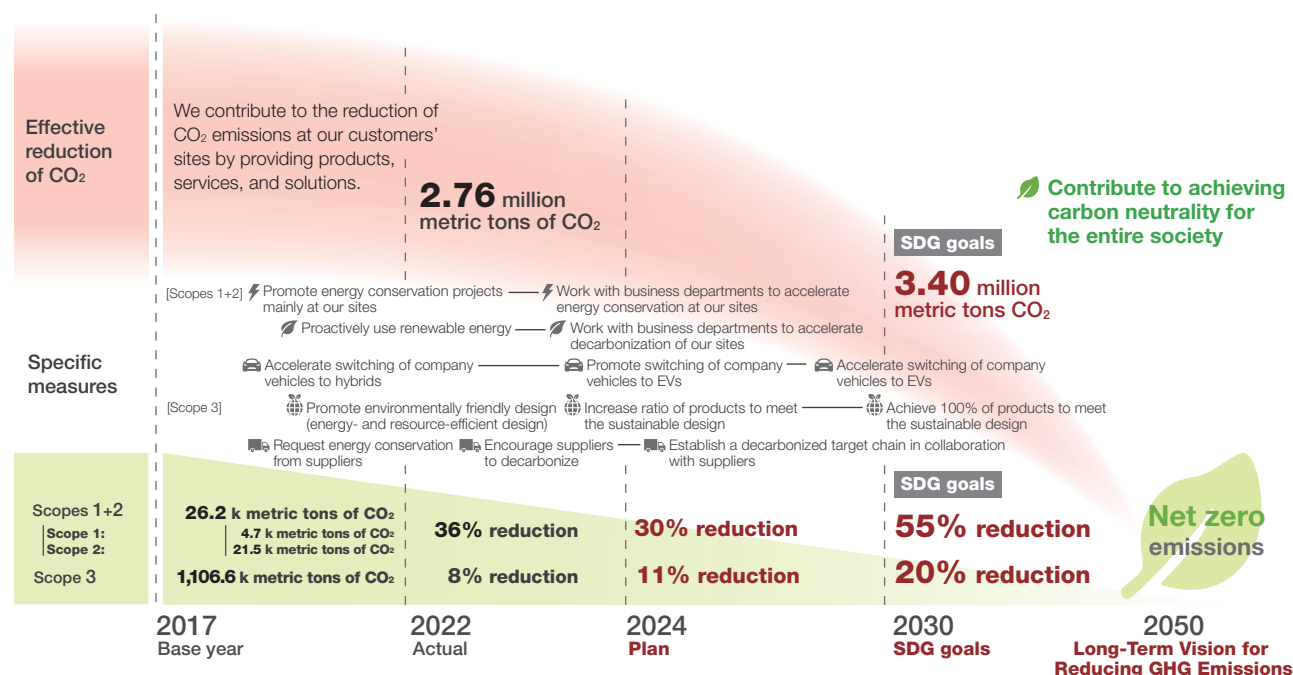 Effective
reduction
of CO₂
We contribute to the reduction of
CO₂ emissions at our customers'
sites by providing products,
services, and solutions.
2.76 million
metric tons of CO₂
Contribute to achieving
carbon neutrality for
the entire society
SDG goals
3.40 million
metric tons CO₂
Specific
measures
[Scopes 1+2]
Promote energy conservation projects
mainly at our sites
Work with business departments to accelerate
energy conservation at our sites
Proactively use renewable energy
Work with business departments to accelerate
decarbonization of our sites
Accelerate switching of company
vehicles to hybrids
Promote switching of company
vehicles to EVs
Accelerate switching of company
vehicles to EVs
[Scope 3]
Promote environmentally friendly design
(energy- and resource-efficient design)
Increase ratio of products to meet
the sustainable design
Achieve 100% of products to meet
the sustainable design
Request energy conservation
from suppliers
Encourage suppliers
to decarbonize
Establish a decarbonized target chain in collaboration
with suppliers
SDG goals
Scopes 1+2
Scope 1:
Scope 2:
Scope 3
26.2 k metric tons of CO₂
4.7 k metric tons of CO₂
21.5 k metric tons of CO₂
1,106.6 k metric tons of CO₂
36% reduction
8% reduction
30% reduction
11% reduction
55% reduction
20% reduction
Net zero
emissions
2017
Base year
2022
Actual
2024
Plan
2030
SDG goals
2050
Long-Term Vision for
Reducing GHG Emissions